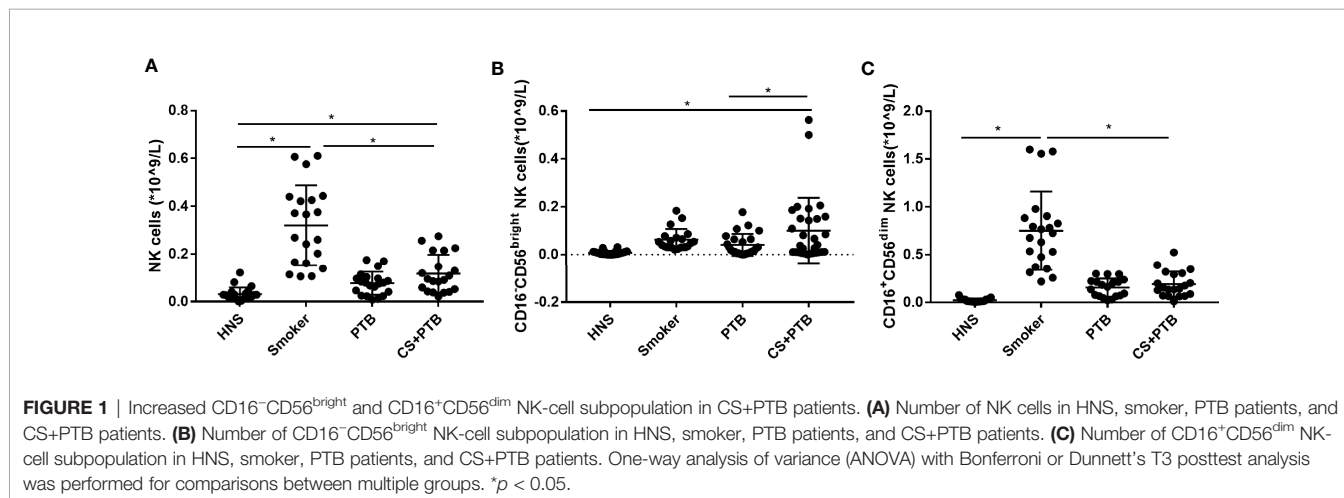 A
NK cells (*10^9/L)
0.8
0.6
0.4
0.2
0.0
*
*
*
HNS
Smoker
PTB
CS+PTB
B
CD16⁻CD56ᵇʳⁱᵍʰᵗ NK cells(*10^9/L)
0.6
0.4
0.2
0.0
-0.2
*
*
HNS
Smoker
PTB
CS+PTB
C
CD16⁺CD56ᵈⁱᵐ NK cells(*10^9/L)
2.0
1.5
1.0
0.5
0.0
*
*
HNS
Smoker
PTB
CS+PTB
FIGURE 1 | Increased CD16⁻CD56ᵇʳⁱᵍʰᵗ and CD16⁺CD56ᵈⁱᵐ NK-cell subpopulation in CS+PTB patients. (A) Number of NK cells in HNS, smoker, PTB patients, and
CS+PTB patients. (B) Number of CD16⁻CD56ᵇʳⁱᵍʰᵗ NK-cell subpopulation in HNS, smoker, PTB patients, and CS+PTB patients. (C) Number of CD16⁺CD56ᵈⁱᵐ NK-
cell subpopulation in HNS, smoker, PTB patients, and CS+PTB patients. One-way analysis of variance (ANOVA) with Bonferroni or Dunnett's T3 posttest analysis
was performed for comparisons between multiple groups. *p < 0.05.